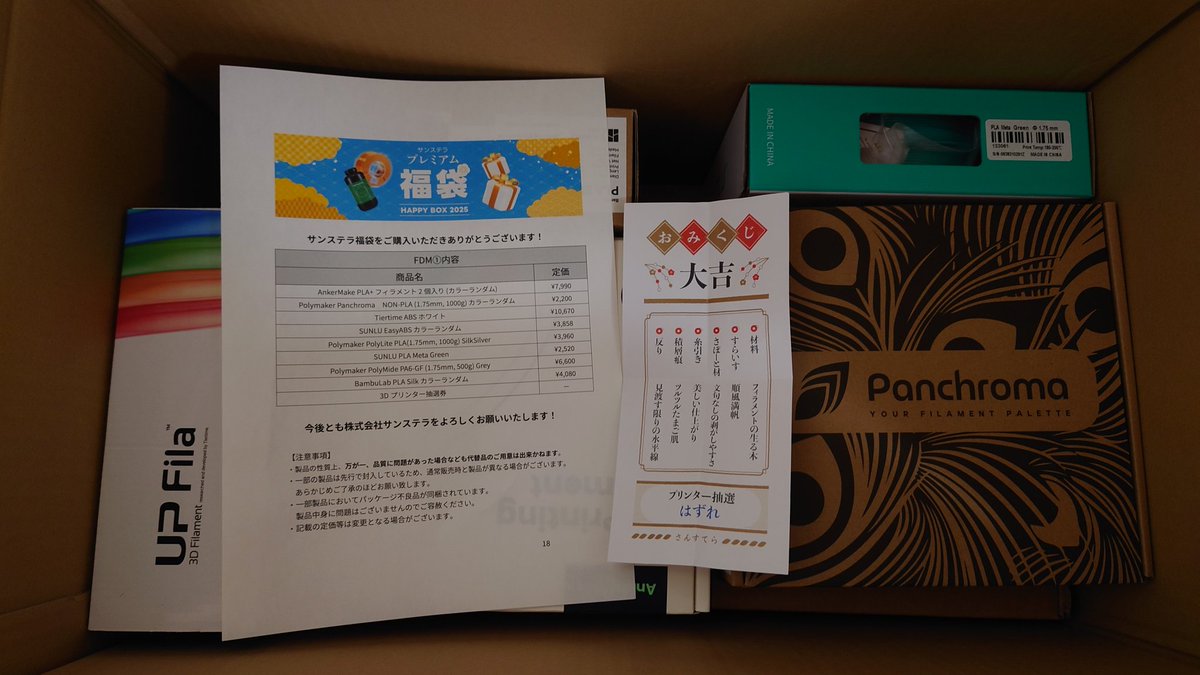 サンステラ
プレミアム
福袋
HAPPY BOX 2025
サンステラ福袋をご購入いただきありがとうございます！
FDM①内容
商品名 定価
AnkerMake PLA+ フィラメント2個入り (カラーランダム) ¥7,990
Polymaker Panchroma NON-PLA (1.75mm, 1000g) カラーランダム ¥2,200
Tiertime ABS ホワイト ¥10,670
SUNLU EasyABS カラーランダム ¥3,858
Polymaker PolyLite PLA(1.75mm, 1000g) SilkSilver ¥3,960
SUNLU PLA Meta Green ¥2,520
Polymaker PolyMide PA6-GF (1.75mm, 500g) Grey ¥6,600
BambuLab PLA Silk カラーランダム ¥4,080
3D プリンター抽選券 ―
今後とも株式会社サンステラをよろしくお願いいたします！
【注意事項】
・製品の性質上、万が一、品質に問題があった場合なども代替品のご用意は出来かねます。
・一部の製品は先行で封入しているため、通常販売時と製品が異なる場合がございます。
あらかじめご了承のほどお願い致します。
・一部製品においてパッケージ不良品が同梱されています。
製品中身に問題はございませんのでご容赦ください。
・記載の定価等は変更となる場合がございます。
18
おみくじ
大吉
材料 フィラメントの生る木
すらいす 順風満帆
さぽーと材 文句なしの剥がしやすさ
糸引き 美しい仕上がり
積層痕 ツルツルたまご肌
反り 見渡す限りの水平線
プリンター抽選
はずれ
さんすてら
UP Fila™
3D Filament
MADE IN CHINA
PLA Meta Green Φ1.75 mm
MADE IN CHINA
Panchroma
YOUR FILAMENT PALETTE
Printing
An